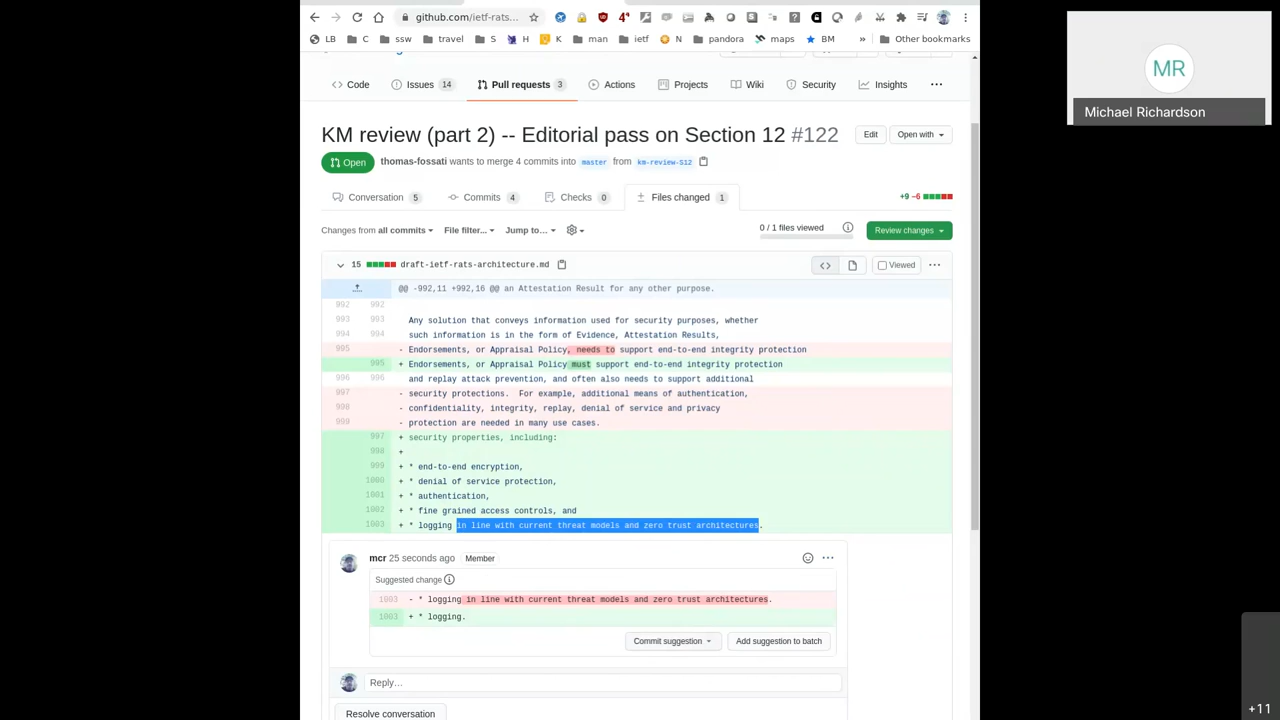 github.com/ietf-rats...
LB C ssw travel S H K man ietf N pandora maps BM » Other bookmarks
Code Issues 14 Pull requests 3 Actions Projects Wiki Security Insights
KM review (part 2) -- Editorial pass on Section 12 #122 Edit Open with
Open thomas-fossati wants to merge 4 commits into master from km-review-S12
Conversation 5 Commits 4 Checks 0 Files changed 1 +9 −6
Changes from all commits File filter... Jump to... 0 / 1 files viewed Review changes
15 draft-ietf-rats-architecture.md Viewed
@@ -992,11 +992,16 @@ an Attestation Result for any other purpose.
992 992
993 993 Any solution that conveys information used for security purposes, whether
994 994 such information is in the form of Evidence, Attestation Results,
995 - Endorsements, or Appraisal Policy, needs to support end-to-end integrity protection
995 + Endorsements, or Appraisal Policy must support end-to-end integrity protection
996 996 and replay attack prevention, and often also needs to support additional
997 - security protections.  For example, additional means of authentication,
998 - confidentiality, integrity, replay, denial of service and privacy
999 - protection are needed in many use cases.
997 + security properties, including:
998 +
999 + * end-to-end encryption,
1000 + * denial of service protection,
1001 + * authentication,
1002 + * fine grained access controls, and
1003 + * logging in line with current threat models and zero trust architectures.
mcr 25 seconds ago Member
Suggested change
1003 - * logging in line with current threat models and zero trust architectures.
1003 + * logging.
Commit suggestion Add suggestion to batch
Reply...
Resolve conversation
MR
Michael Richardson
+11